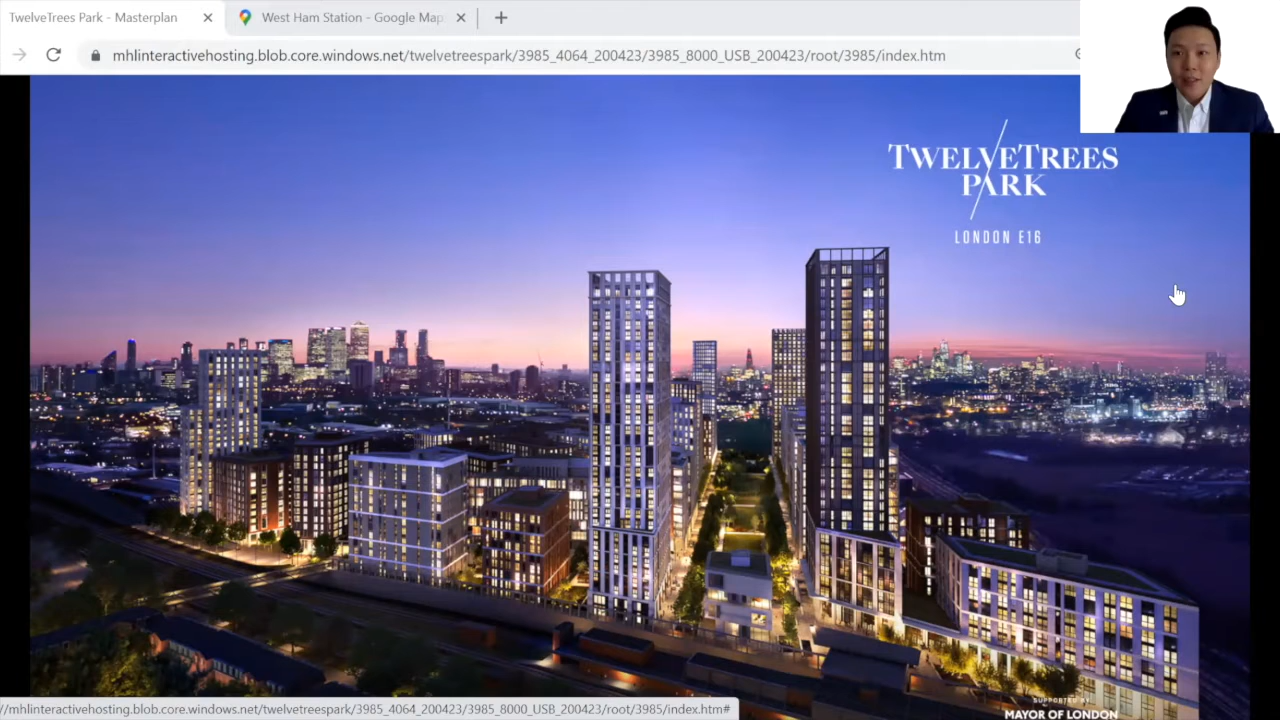 TwelveTrees Park - Masterplan
West Ham Station - Google Map
mhlinteractivehosting.blob.core.windows.net/twelvetreespark/3985_4064_200423/3985_8000_USB_200423/root/3985/index.htm
TWELVETREES
PARK
LONDON E16
SUPPORTED BY
MAYOR OF LONDON
//mhlinteractivehosting.blob.core.windows.net/twelvetreespark/3985_4064_200423/3985_8000_USB_200423/root/3985/index.htm#